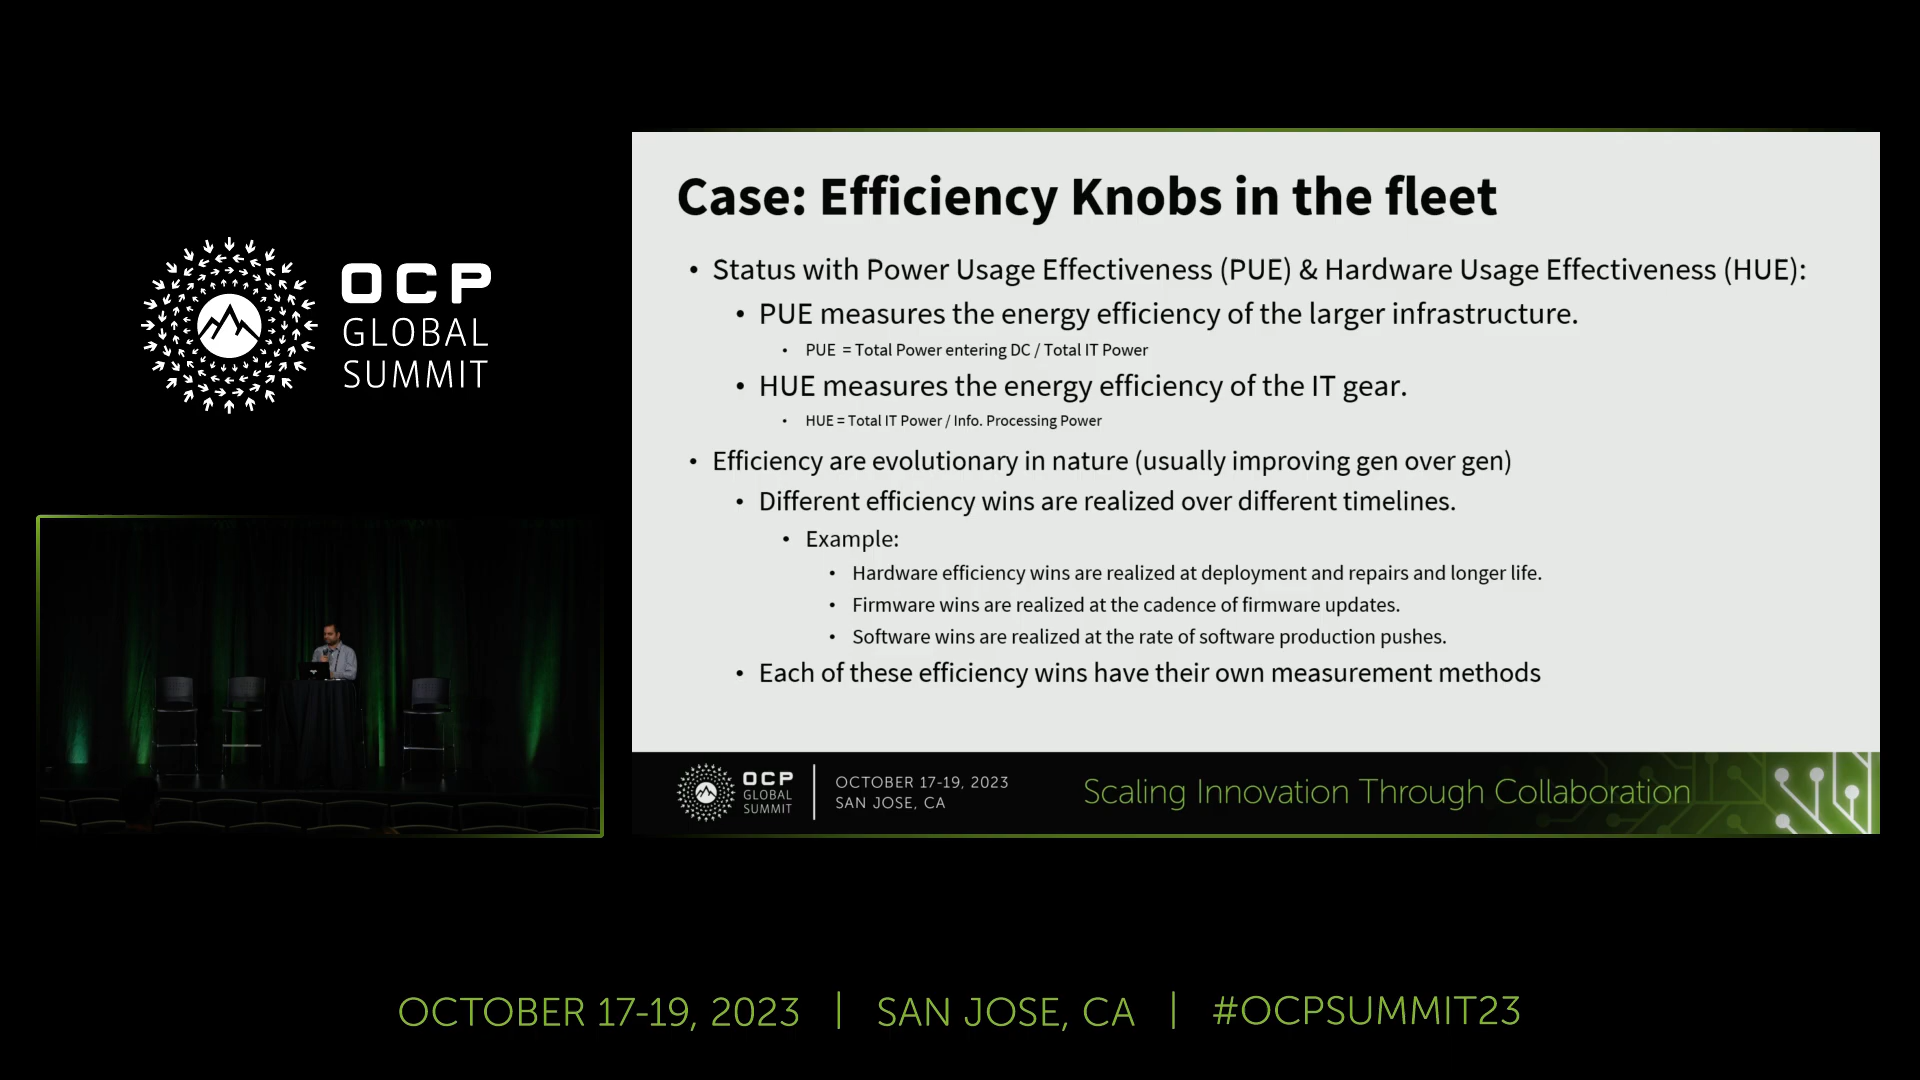 OCP
GLOBAL
SUMMIT
Case: Efficiency Knobs in the fleet
• Status with Power Usage Effectiveness (PUE) & Hardware Usage Effectiveness (HUE):
• PUE measures the energy efficiency of the larger infrastructure.
• PUE = Total Power entering DC / Total IT Power
• HUE measures the energy efficiency of the IT gear.
• HUE = Total IT Power / Info. Processing Power
• Efficiency are evolutionary in nature (usually improving gen over gen)
• Different efficiency wins are realized over different timelines.
• Example:
• Hardware efficiency wins are realized at deployment and repairs and longer life.
• Firmware wins are realized at the cadence of firmware updates.
• Software wins are realized at the rate of software production pushes.
• Each of these efficiency wins have their own measurement methods
OCP
GLOBAL
SUMMIT
OCTOBER 17-19, 2023
SAN JOSE, CA
Scaling Innovation Through Collaboration
OCTOBER 17-19, 2023 | SAN JOSE, CA | #OCPSUMMIT23